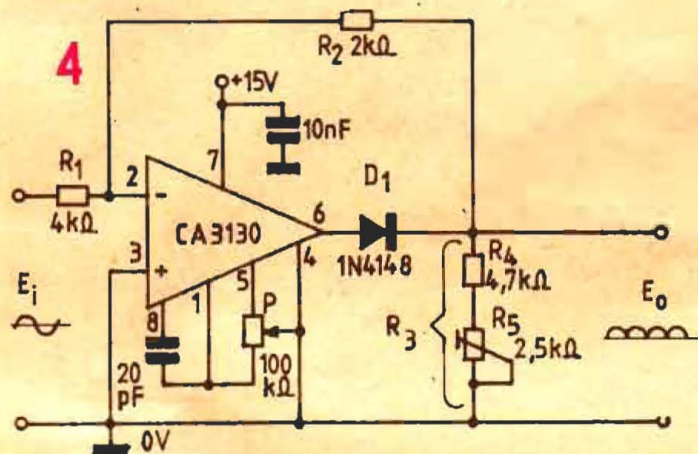 4
R2 2kΩ
+15V
10nF
7
R1
4kΩ
2
-
3
+
CA3130
6
4
D1
1N4148
Ei
8
1
5
P
100
kΩ
20
pF
0V
R3
R4
4,7kΩ
R5
2,5kΩ
Eo